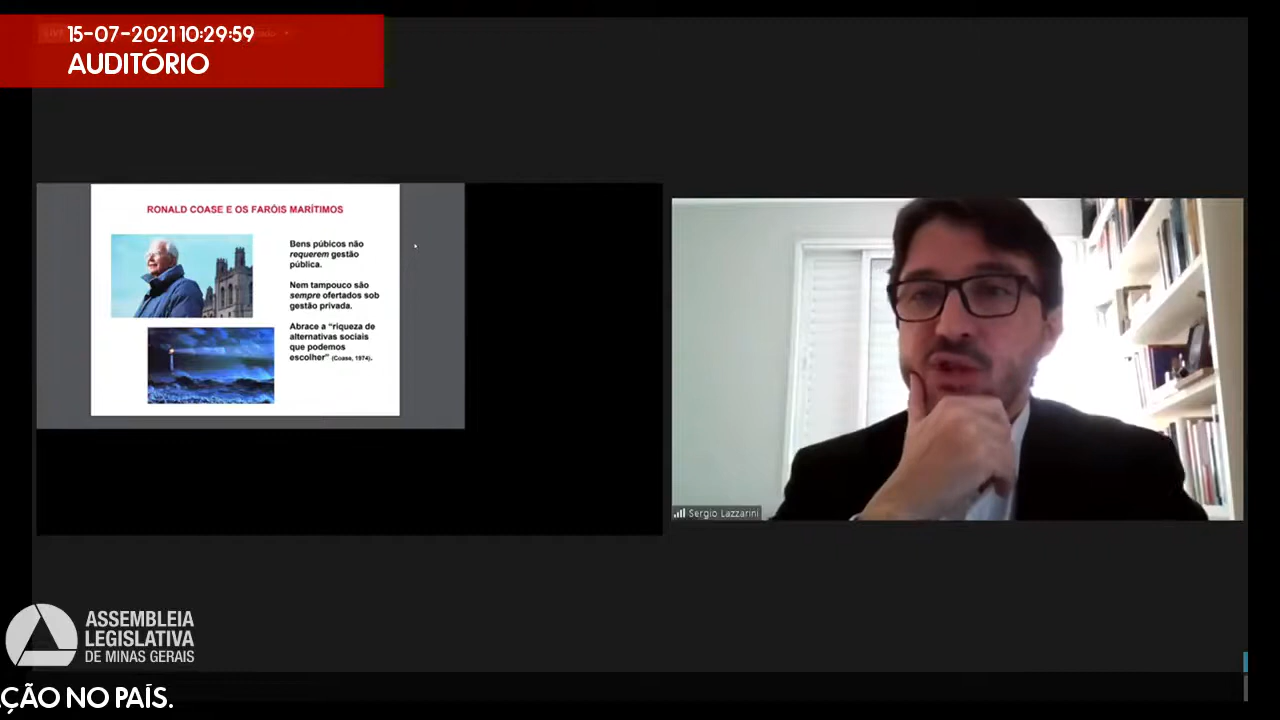 15-07-2021 10:29:59
AUDITÓRIO
RONALD COASE E OS FARÓIS MARÍTIMOS
Bens púbicos não
requerem gestão
pública.
Nem tampouco são
sempre ofertados sob
gestão privada.
Abrace a “riqueza de
alternativas sociais
que podemos
escolher” (Coase, 1974).
Sergio Lazzarini
ASSEMBLEIA
LEGISLATIVA
DE MINAS GERAIS
AÇÃO NO PAÍS.